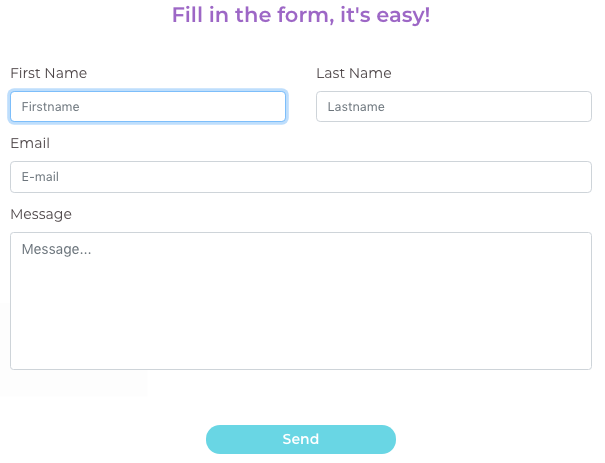 Fill in the form, it's easy!
First Name
Last Name
Firstname
Lastname
Email
E-mail
Message
Message...
Send